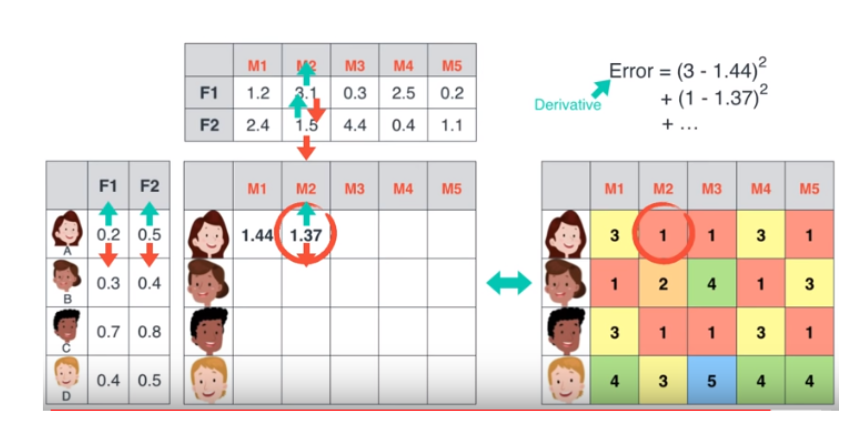 M1 M2 M3 M4 M5
F1 1.2 3.1 0.3 2.5 0.2
F2 2.4 1.5 4.4 0.4 1.1
Error = (3 - 1.44)²
Derivative
+ (1 - 1.37)²
+ ...
F1 F2
A 0.2 0.5
B 0.3 0.4
C 0.7 0.8
D 0.4 0.5
M1 M2 M3 M4 M5
1.44 1.37
M1 M2 M3 M4 M5
3 1 1 3 1
1 2 4 1 3
3 1 1 3 1
4 3 5 4 4